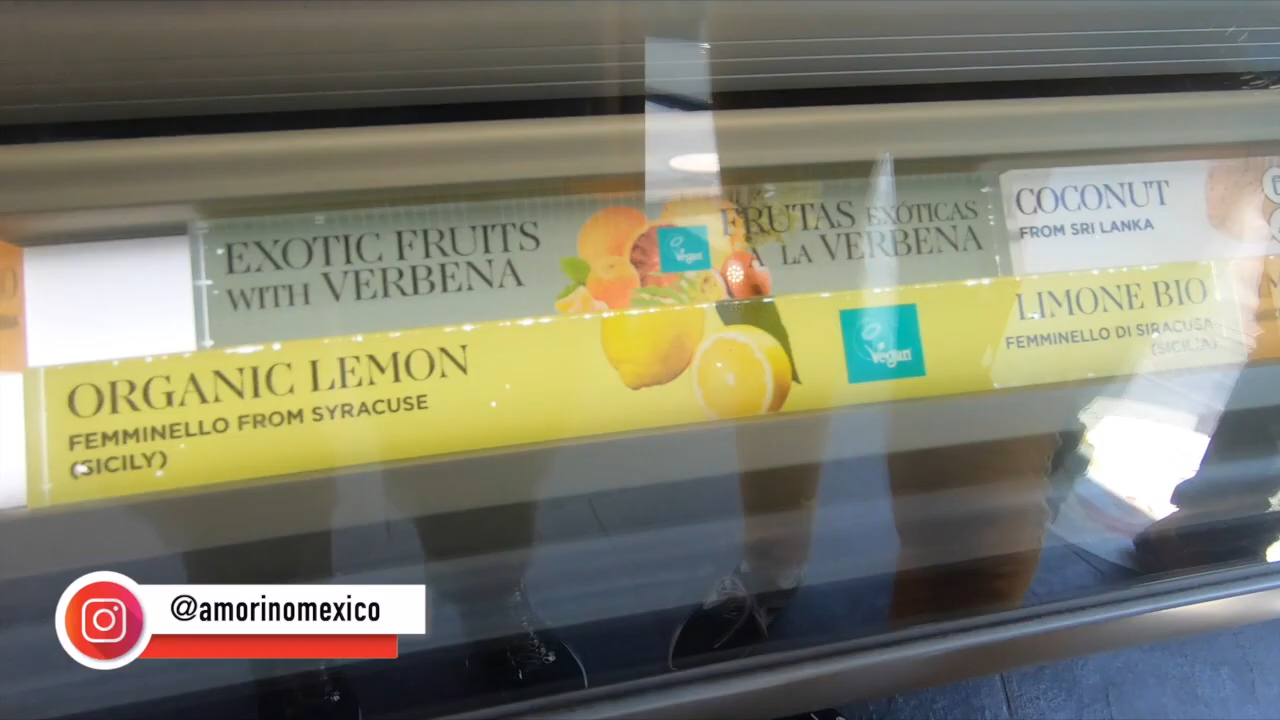 EXOTIC FRUITS
WITH VERBENA
vegan
FRUTAS EXÓTICAS
A LA VERBENA
COCONUT
FROM SRI LANKA
ORGANIC LEMON
FEMMINELLO FROM SYRACUSE
(SICILY)
vegan
LIMONE BIO
FEMMINELLO DI SIRACUSA
(SICILIA)
@amorinomexico